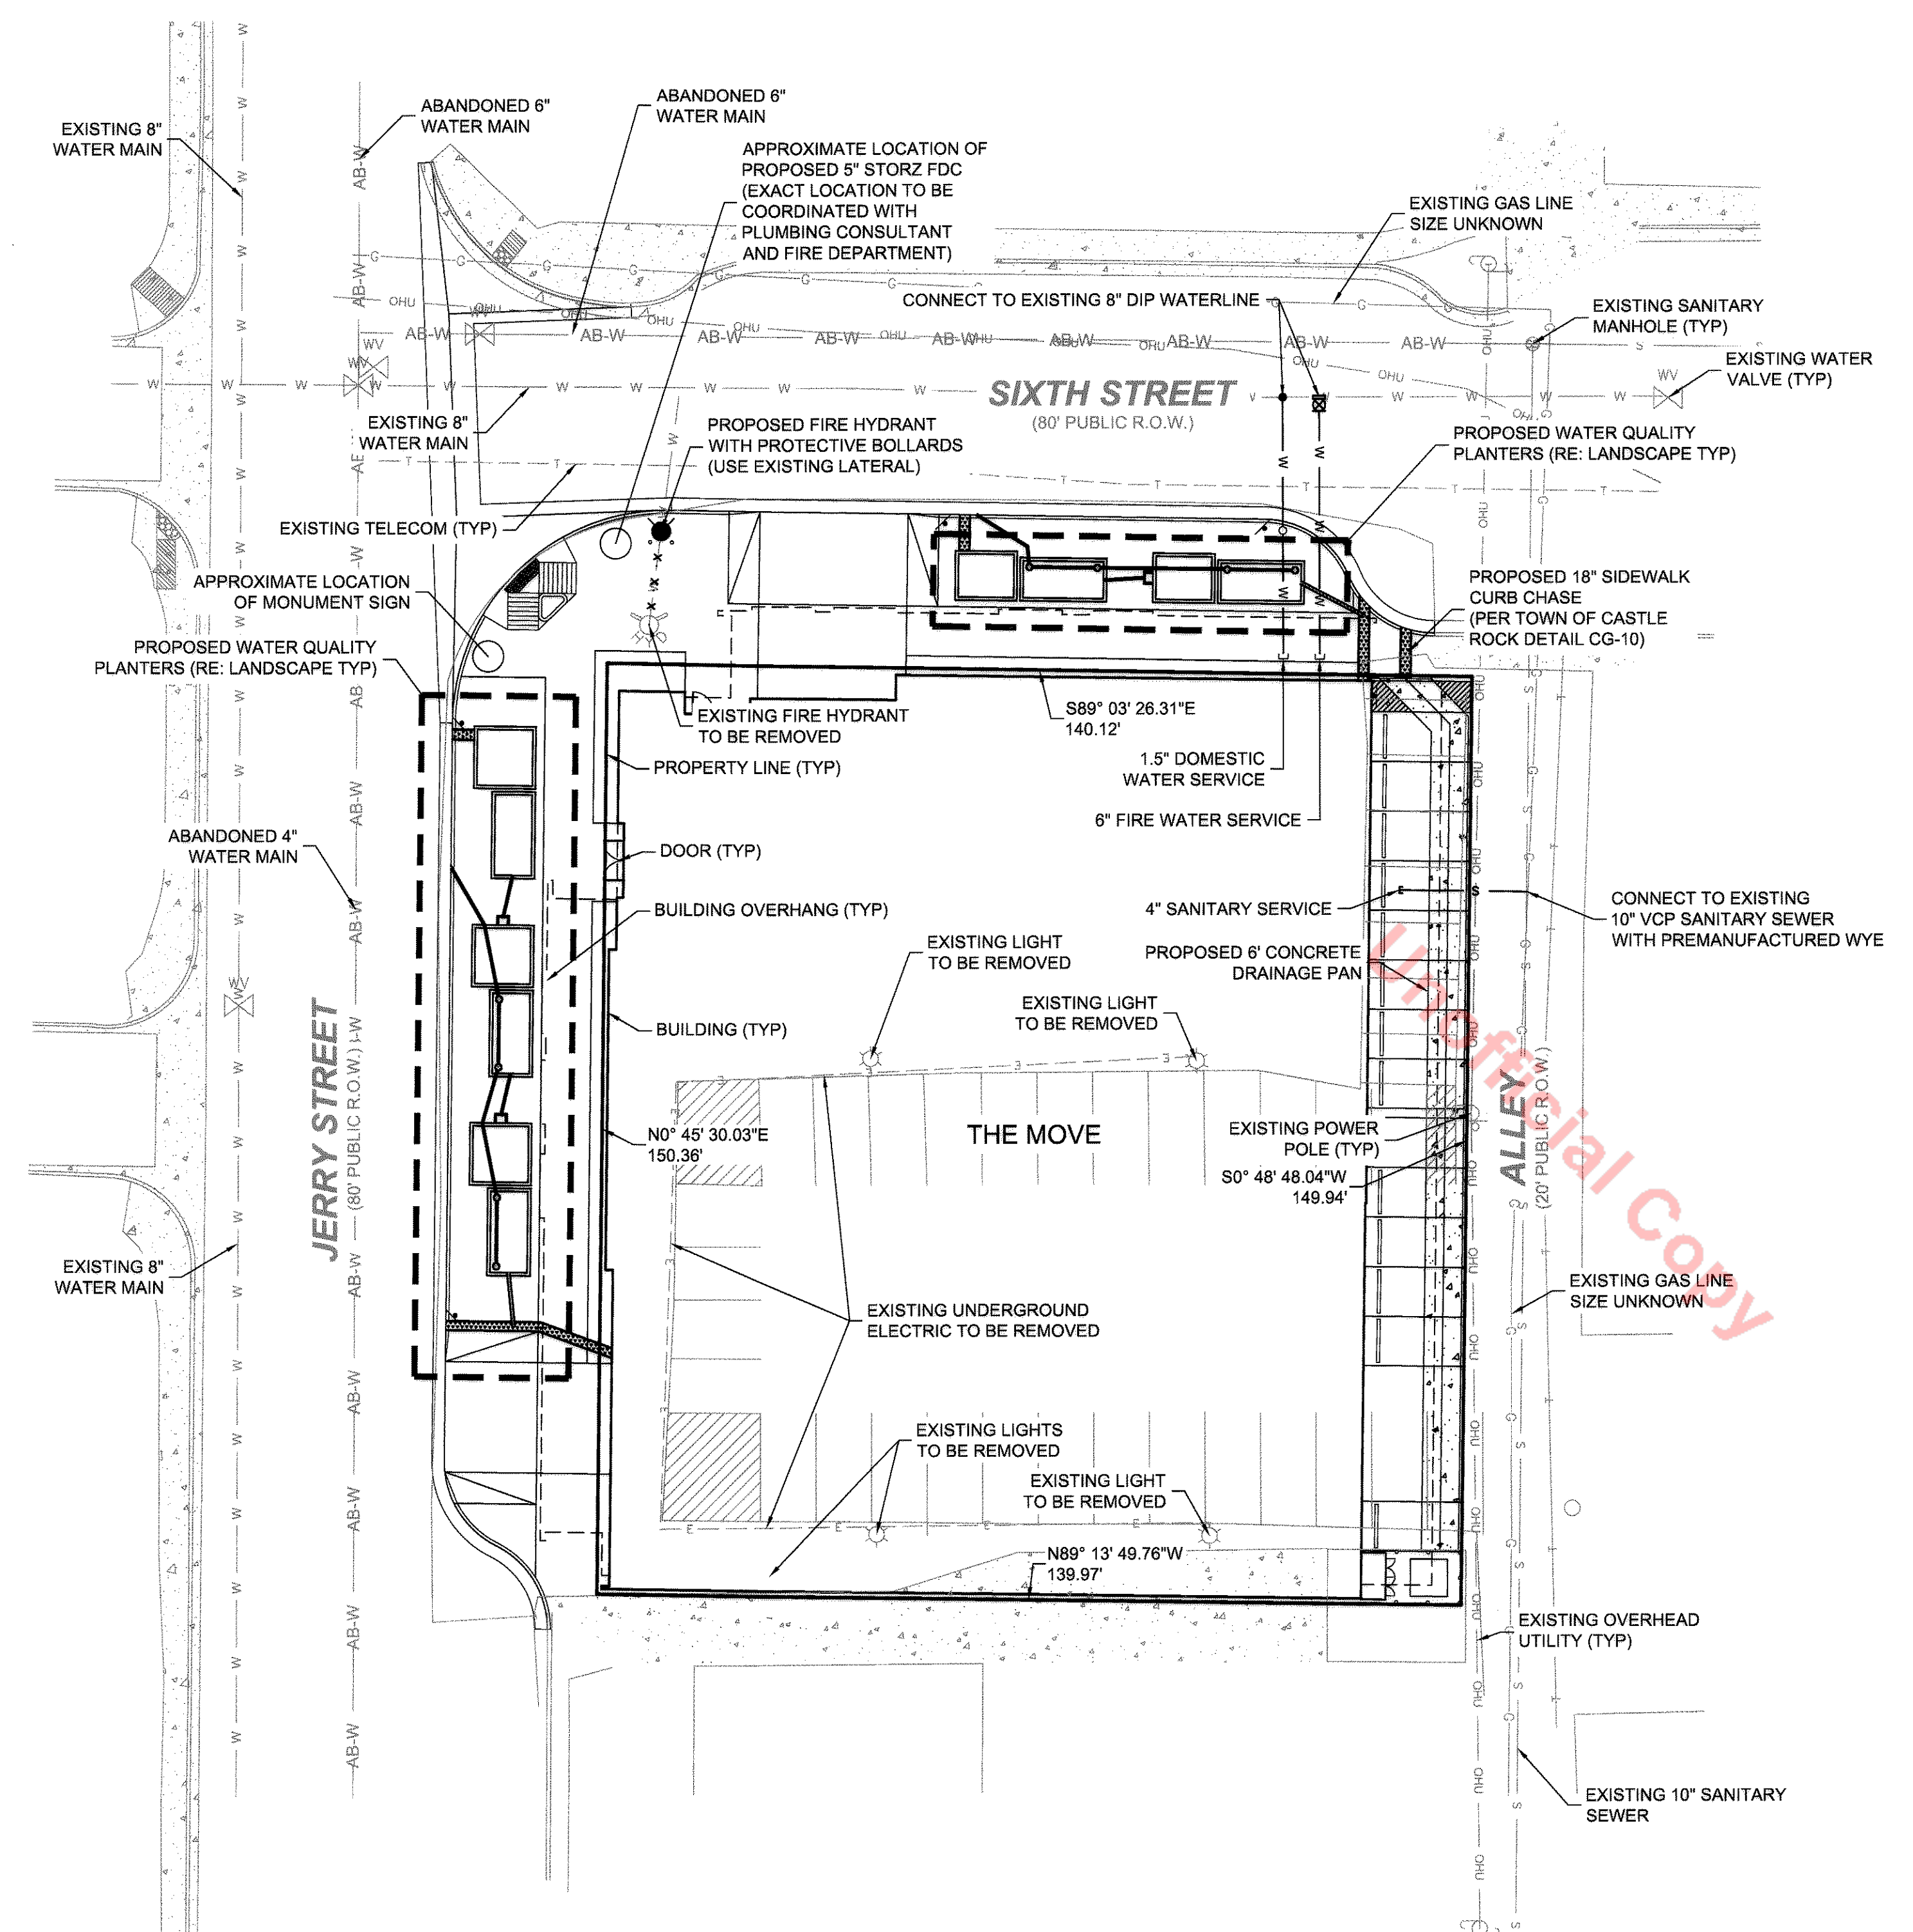 ABANDONED 6"
WATER MAIN
ABANDONED 6"
WATER MAIN
EXISTING 8"
WATER MAIN
APPROXIMATE LOCATION OF
PROPOSED 5" STORZ FDC
(EXACT LOCATION TO BE
COORDINATED WITH
PLUMBING CONSULTANT
AND FIRE DEPARTMENT)
EXISTING GAS LINE
SIZE UNKNOWN
CONNECT TO EXISTING 8" DIP WATERLINE
EXISTING SANITARY
MANHOLE (TYP)
EXISTING WATER
VALVE (TYP)
SIXTH STREET
(80' PUBLIC R.O.W.)
EXISTING 8"
WATER MAIN
PROPOSED FIRE HYDRANT
WITH PROTECTIVE BOLLARDS
(USE EXISTING LATERAL)
PROPOSED WATER QUALITY
PLANTERS (RE: LANDSCAPE TYP)
EXISTING TELECOM (TYP)
APPROXIMATE LOCATION
OF MONUMENT SIGN
PROPOSED 18" SIDEWALK
CURB CHASE
(PER TOWN OF CASTLE
ROCK DETAIL CG-10)
PROPOSED WATER QUALITY
PLANTERS (RE: LANDSCAPE TYP)
EXISTING FIRE HYDRANT
TO BE REMOVED
S89° 03' 26.31"E
140.12'
PROPERTY LINE (TYP)
1.5" DOMESTIC
WATER SERVICE
6" FIRE WATER SERVICE
ABANDONED 4"
WATER MAIN
DOOR (TYP)
BUILDING OVERHANG (TYP)
4" SANITARY SERVICE
CONNECT TO EXISTING
10" VCP SANITARY SEWER
WITH PREMANUFACTURED WYE
EXISTING LIGHT
TO BE REMOVED
PROPOSED 6' CONCRETE
DRAINAGE PAN
EXISTING LIGHT
TO BE REMOVED
BUILDING (TYP)
JERRY STREET
(80' PUBLIC R.O.W.)
THE MOVE
N0° 45' 30.03"E
150.36'
EXISTING POWER
POLE (TYP)
S0° 48' 48.04"W
149.94'
ALLEY
(20' PUBLIC R.O.W.)
Unofficial Copy
EXISTING 8"
WATER MAIN
EXISTING GAS LINE
SIZE UNKNOWN
EXISTING UNDERGROUND
ELECTRIC TO BE REMOVED
EXISTING LIGHTS
TO BE REMOVED
EXISTING LIGHT
TO BE REMOVED
N89° 13' 49.76"W
139.97'
EXISTING OVERHEAD
UTILITY (TYP)
EXISTING 10" SANITARY
SEWER